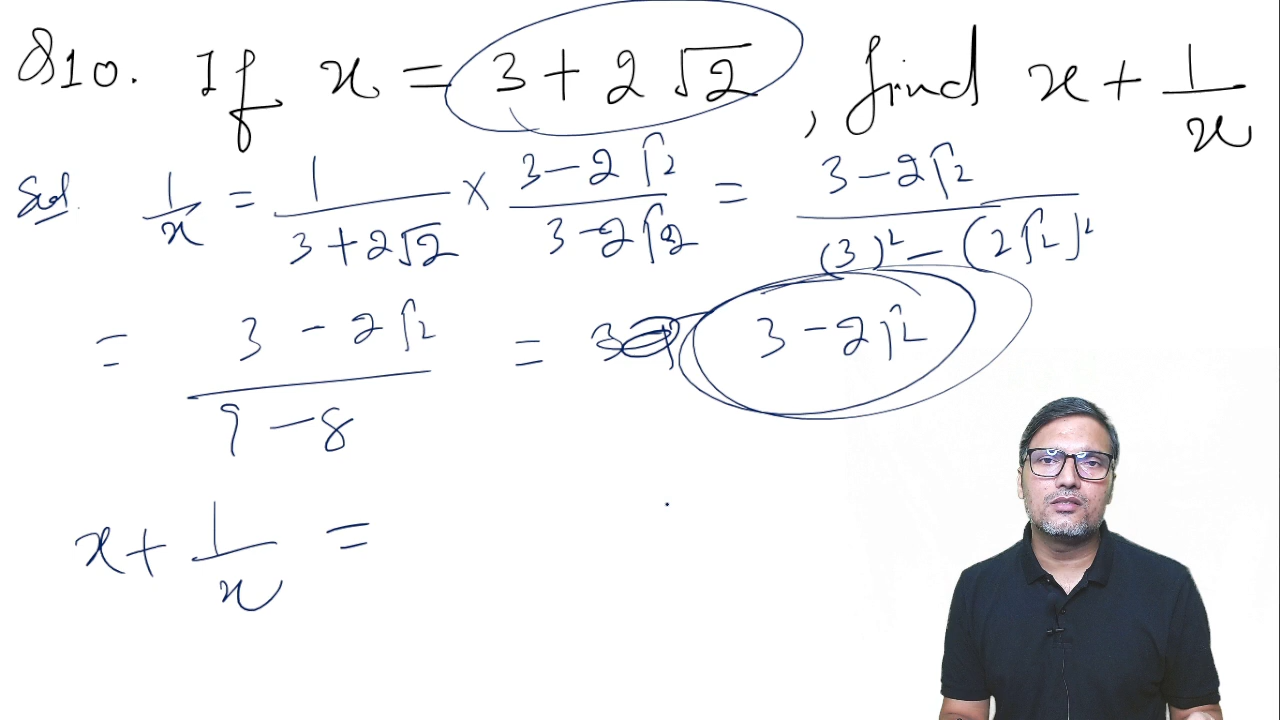 Q10. If x = 3 + 2√2, find x + 1/x
Sol. 1/x = 1/(3 + 2√2) × (3 - 2√2)/(3 - 2√2) = (3 - 2√2)/((3)² - (2√2)²)
= (3 - 2√2)/(9 - 8) = 3 - 2√2
x + 1/x =